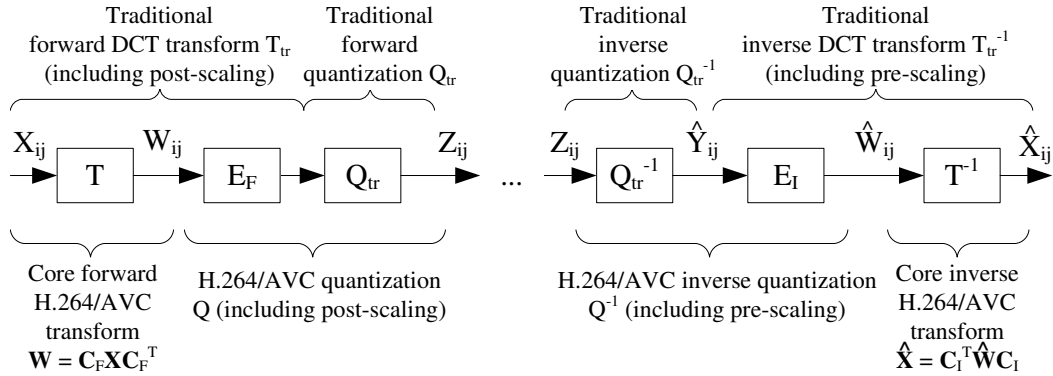 Traditional
forward DCT transform T_tr
(including post-scaling)
Traditional
forward
quantization Q_tr
Traditional
inverse
quantization Q_tr^-1
Traditional
inverse DCT transform T_tr^-1
(including pre-scaling)
X_ij
T
W_ij
E_F
Q_tr
Z_ij
...
Z_ij
Q_tr^-1
Ŷ_ij
E_I
Ŵ_ij
T^-1
X̂_ij
Core forward
H.264/AVC
transform
W = C_F X C_F^T
H.264/AVC quantization
Q (including post-scaling)
H.264/AVC inverse quantization
Q^-1 (including pre-scaling)
Core inverse
H.264/AVC
transform
X̂ = C_I^T Ŵ C_I